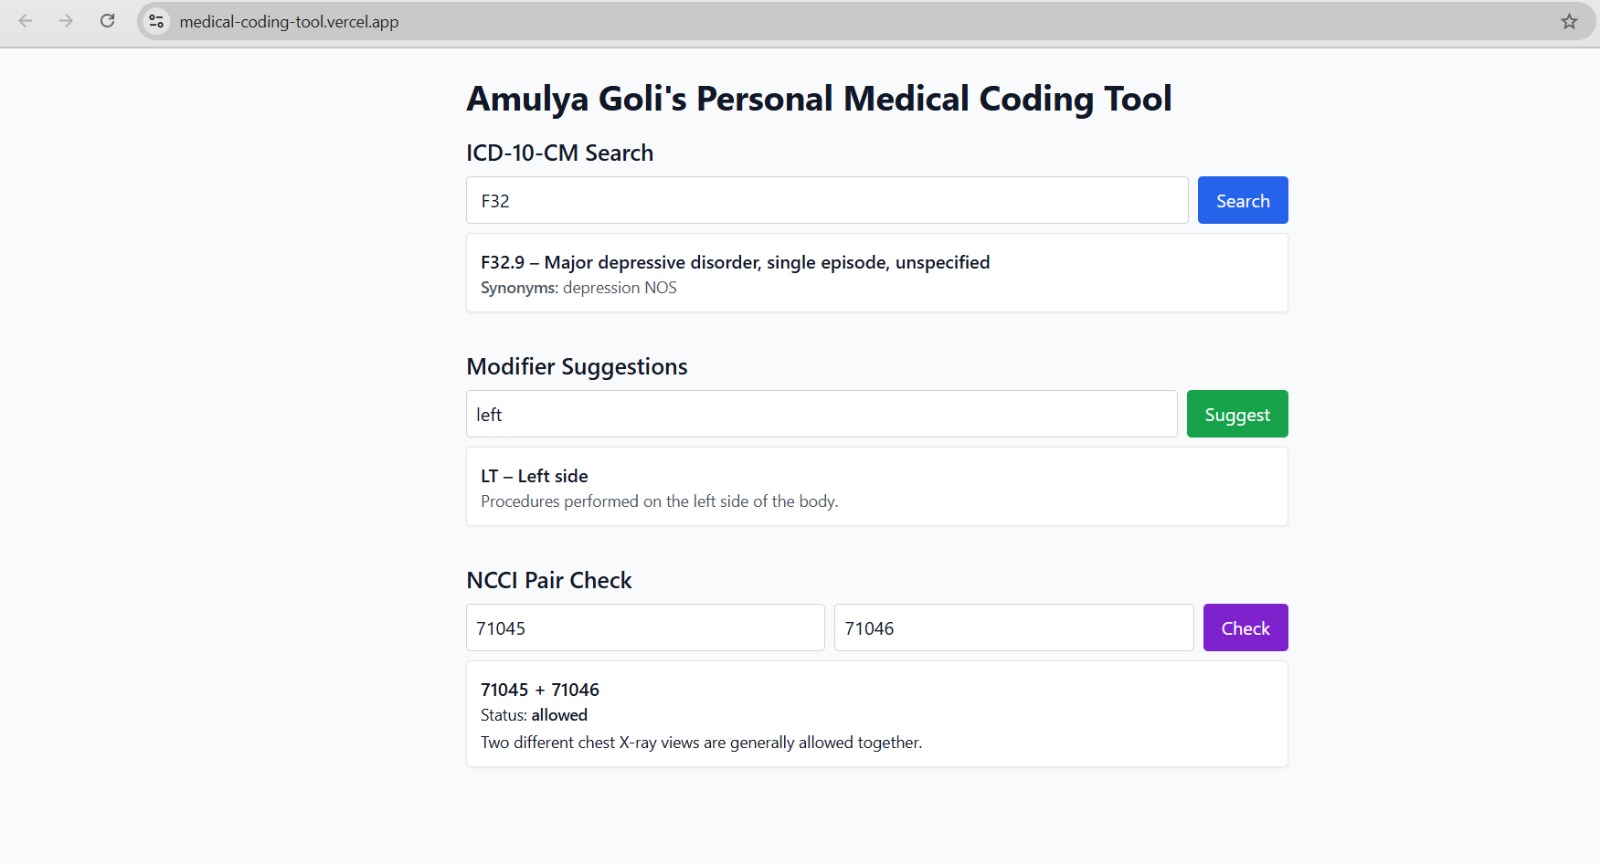 medical-coding-tool.vercel.app
Amulya Goli's Personal Medical Coding Tool
ICD-10-CM Search
F32
Search
F32.9 – Major depressive disorder, single episode, unspecified
Synonyms: depression NOS
Modifier Suggestions
left
Suggest
LT – Left side
Procedures performed on the left side of the body.
NCCI Pair Check
71045
71046
Check
71045 + 71046
Status: allowed
Two different chest X-ray views are generally allowed together.